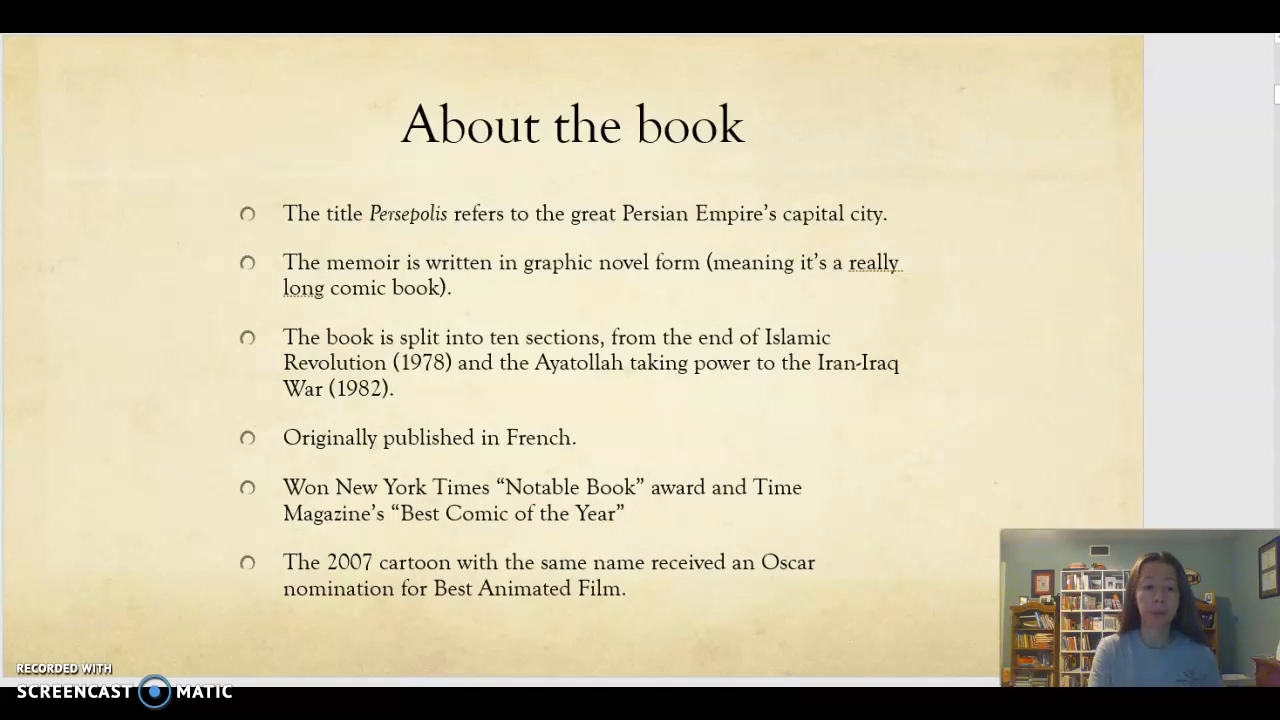 About the book
The title Persepolis refers to the great Persian Empire's capital city.
The memoir is written in graphic novel form (meaning it's a really
long comic book).
The book is split into ten sections, from the end of Islamic
Revolution (1978) and the Ayatollah taking power to the Iran-Iraq
War (1982).
Originally published in French.
Won New York Times “Notable Book” award and Time
Magazine's “Best Comic of the Year”
The 2007 cartoon with the same name received an Oscar
nomination for Best Animated Film.
RECORDED WITH
SCREENCAST MATIC